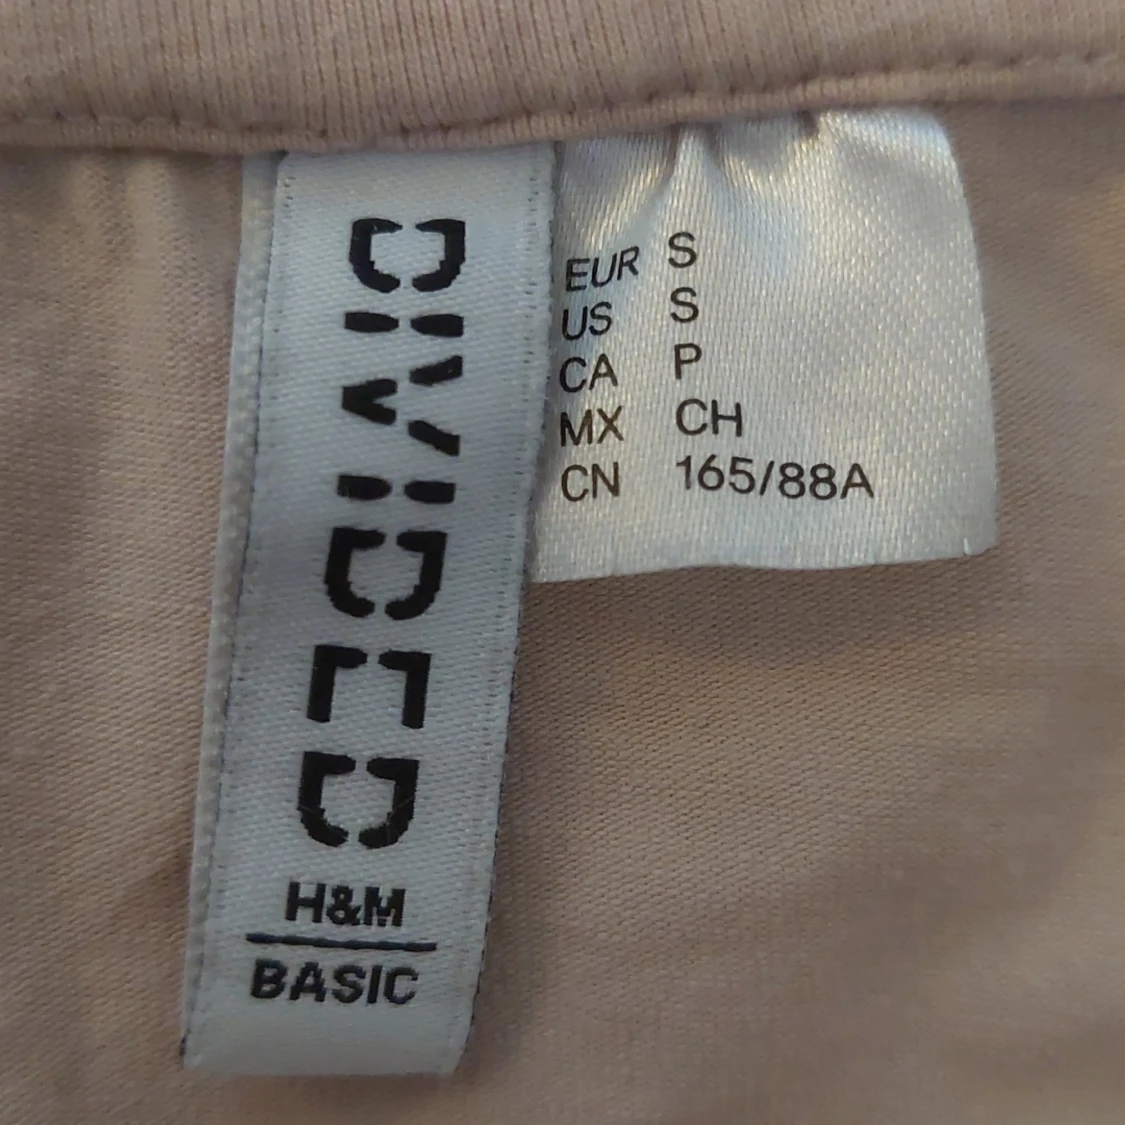 DIVIDED
H&M
BASIC
EUR S
US S
CA P
MX CH
CN 165/88A